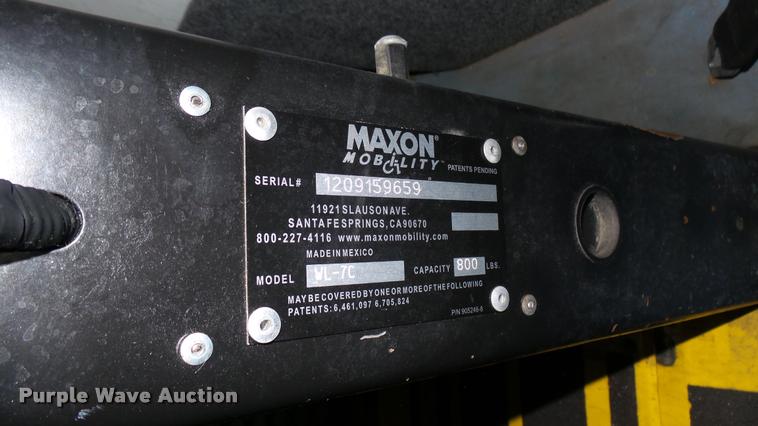 MAXON®
MOBILITY™
PATENTS PENDING
SERIAL# 1209159659
11921 SLAUSON AVE.
SANTA FE SPRINGS, CA 90670
800-227-4116 www.maxonmobility.com
MADE IN MEXICO
MODEL WL-7C CAPACITY 800 LBS.
MAY BE COVERED BY ONE OR MORE OF THE FOLLOWING
PATENTS: 6,461,097 6,705,824
P/N 905246-6
Purple Wave Auction